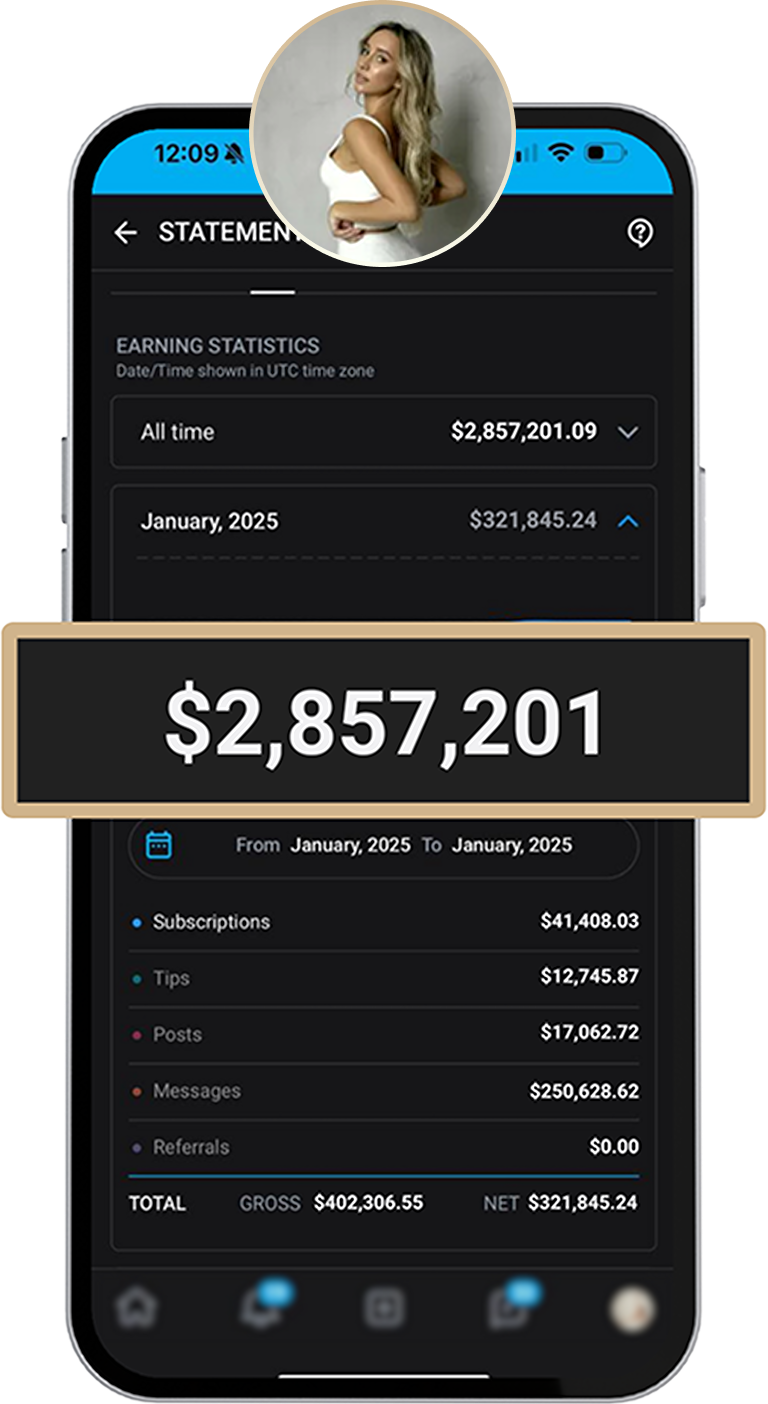 12:09
STATEMEN
EARNING STATISTICS
Date/Time shown in UTC time zone
All time $2,857,201.09
January, 2025 $321,845.24
$2,857,201
From January, 2025 To January, 2025
Subscriptions $41,408.03
Tips $12,745.87
Posts $17,062.72
Messages $250,628.62
Referrals $0.00
TOTAL GROSS $402,306.55 NET $321,845.24